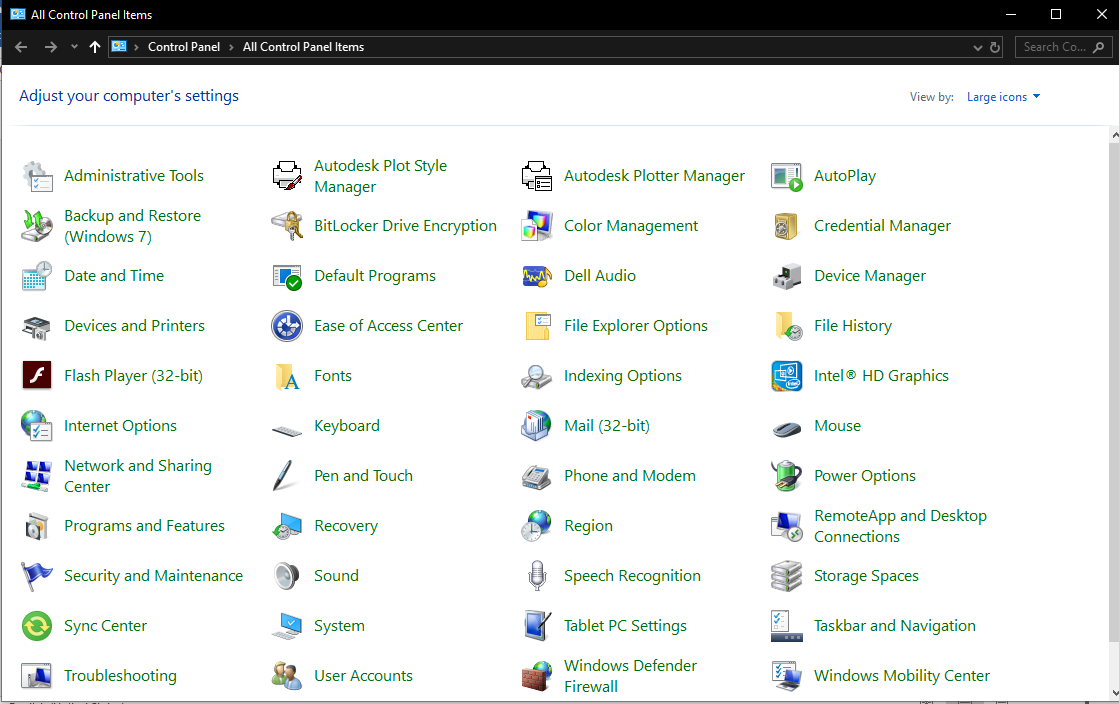 All Control Panel Items
Control Panel > All Control Panel Items
Search Co...
Adjust your computer's settings
View by: Large icons
Administrative Tools
Autodesk Plot Style
Manager
Autodesk Plotter Manager
AutoPlay
Backup and Restore
(Windows 7)
BitLocker Drive Encryption
Color Management
Credential Manager
Date and Time
Default Programs
Dell Audio
Device Manager
Devices and Printers
Ease of Access Center
File Explorer Options
File History
Flash Player (32-bit)
Fonts
Indexing Options
Intel® HD Graphics
Internet Options
Keyboard
Mail (32-bit)
Mouse
Network and Sharing
Center
Pen and Touch
Phone and Modem
Power Options
Programs and Features
Recovery
Region
RemoteApp and Desktop
Connections
Security and Maintenance
Sound
Speech Recognition
Storage Spaces
Sync Center
System
Tablet PC Settings
Taskbar and Navigation
Troubleshooting
User Accounts
Windows Defender
Firewall
Windows Mobility Center